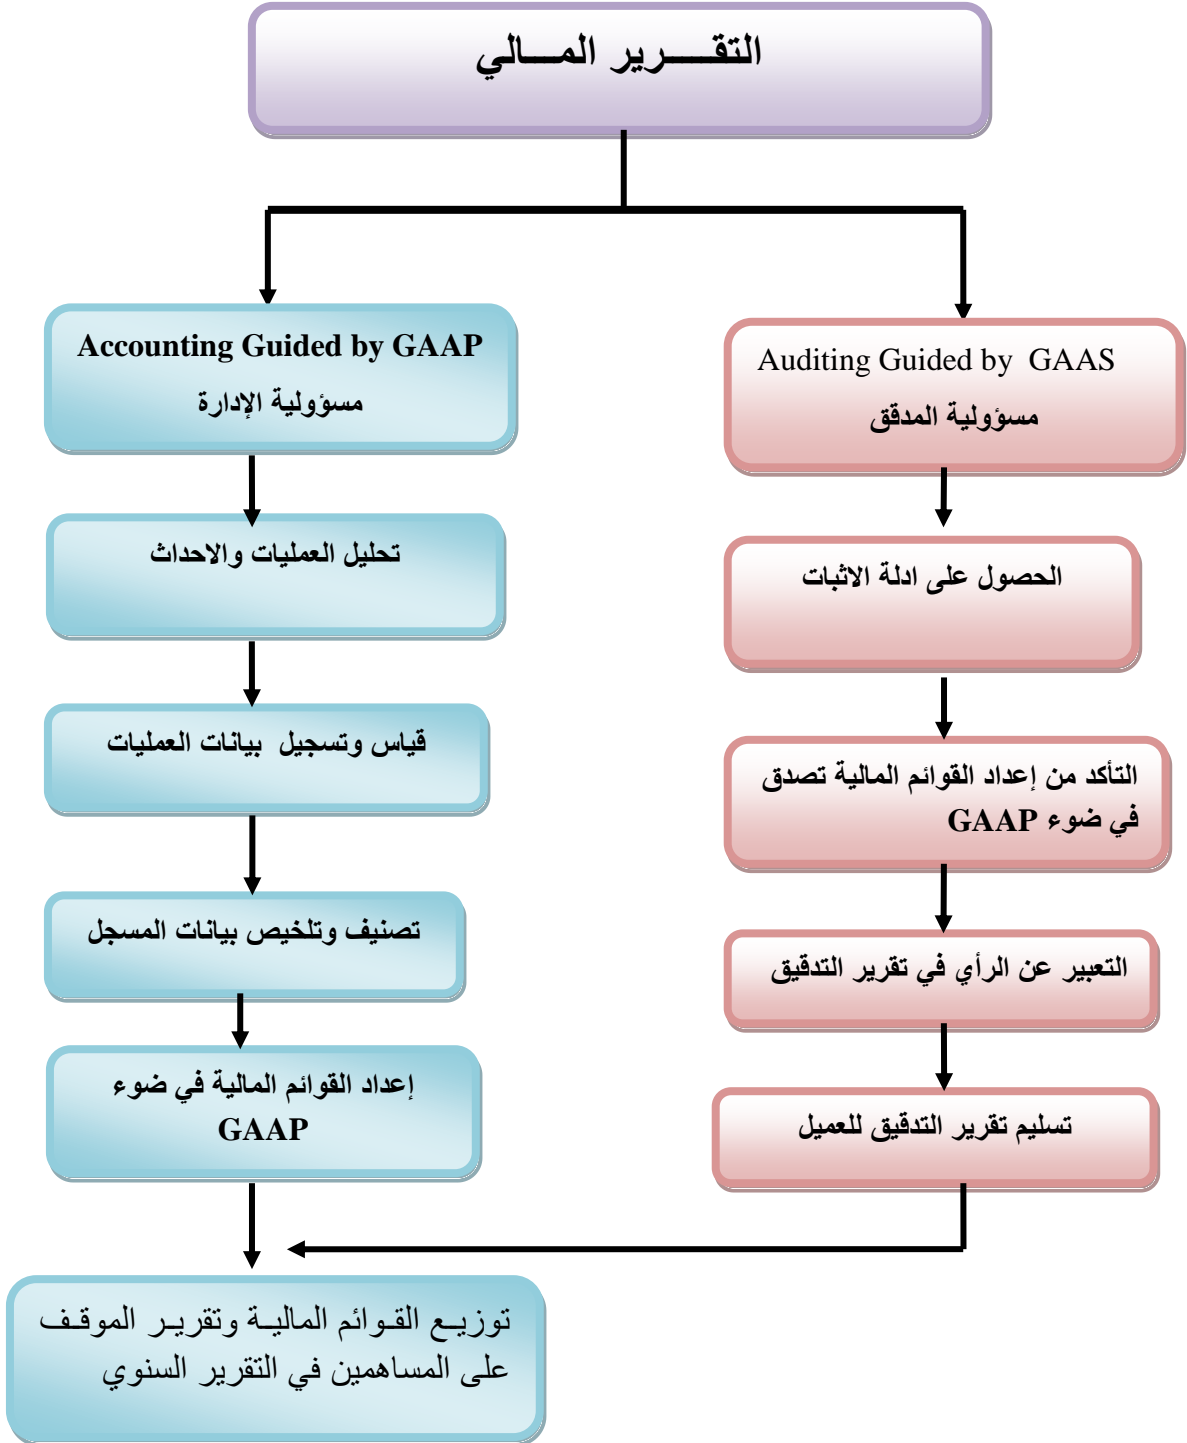 التقـــــرير المـــالي
Accounting Guided by GAAP
مسؤولية الإدارة
تحليل العمليات والاحداث
قياس وتسجيل بيانات العمليات
تصنيف وتلخيص بيانات المسجل
إعداد القوائم المالية في ضوء
GAAP
Auditing Guided by GAAS
مسؤولية المدقق
الحصول على ادلة الاثبات
التأكد من إعداد القوائم المالية تصدق
في ضوء GAAP
التعبير عن الرأي في تقرير التدقيق
تسليم تقرير التدقيق للعميل
توزيـع القـوائم الماليـة وتقريـر الموقـف
على المساهمين في التقرير السنوي